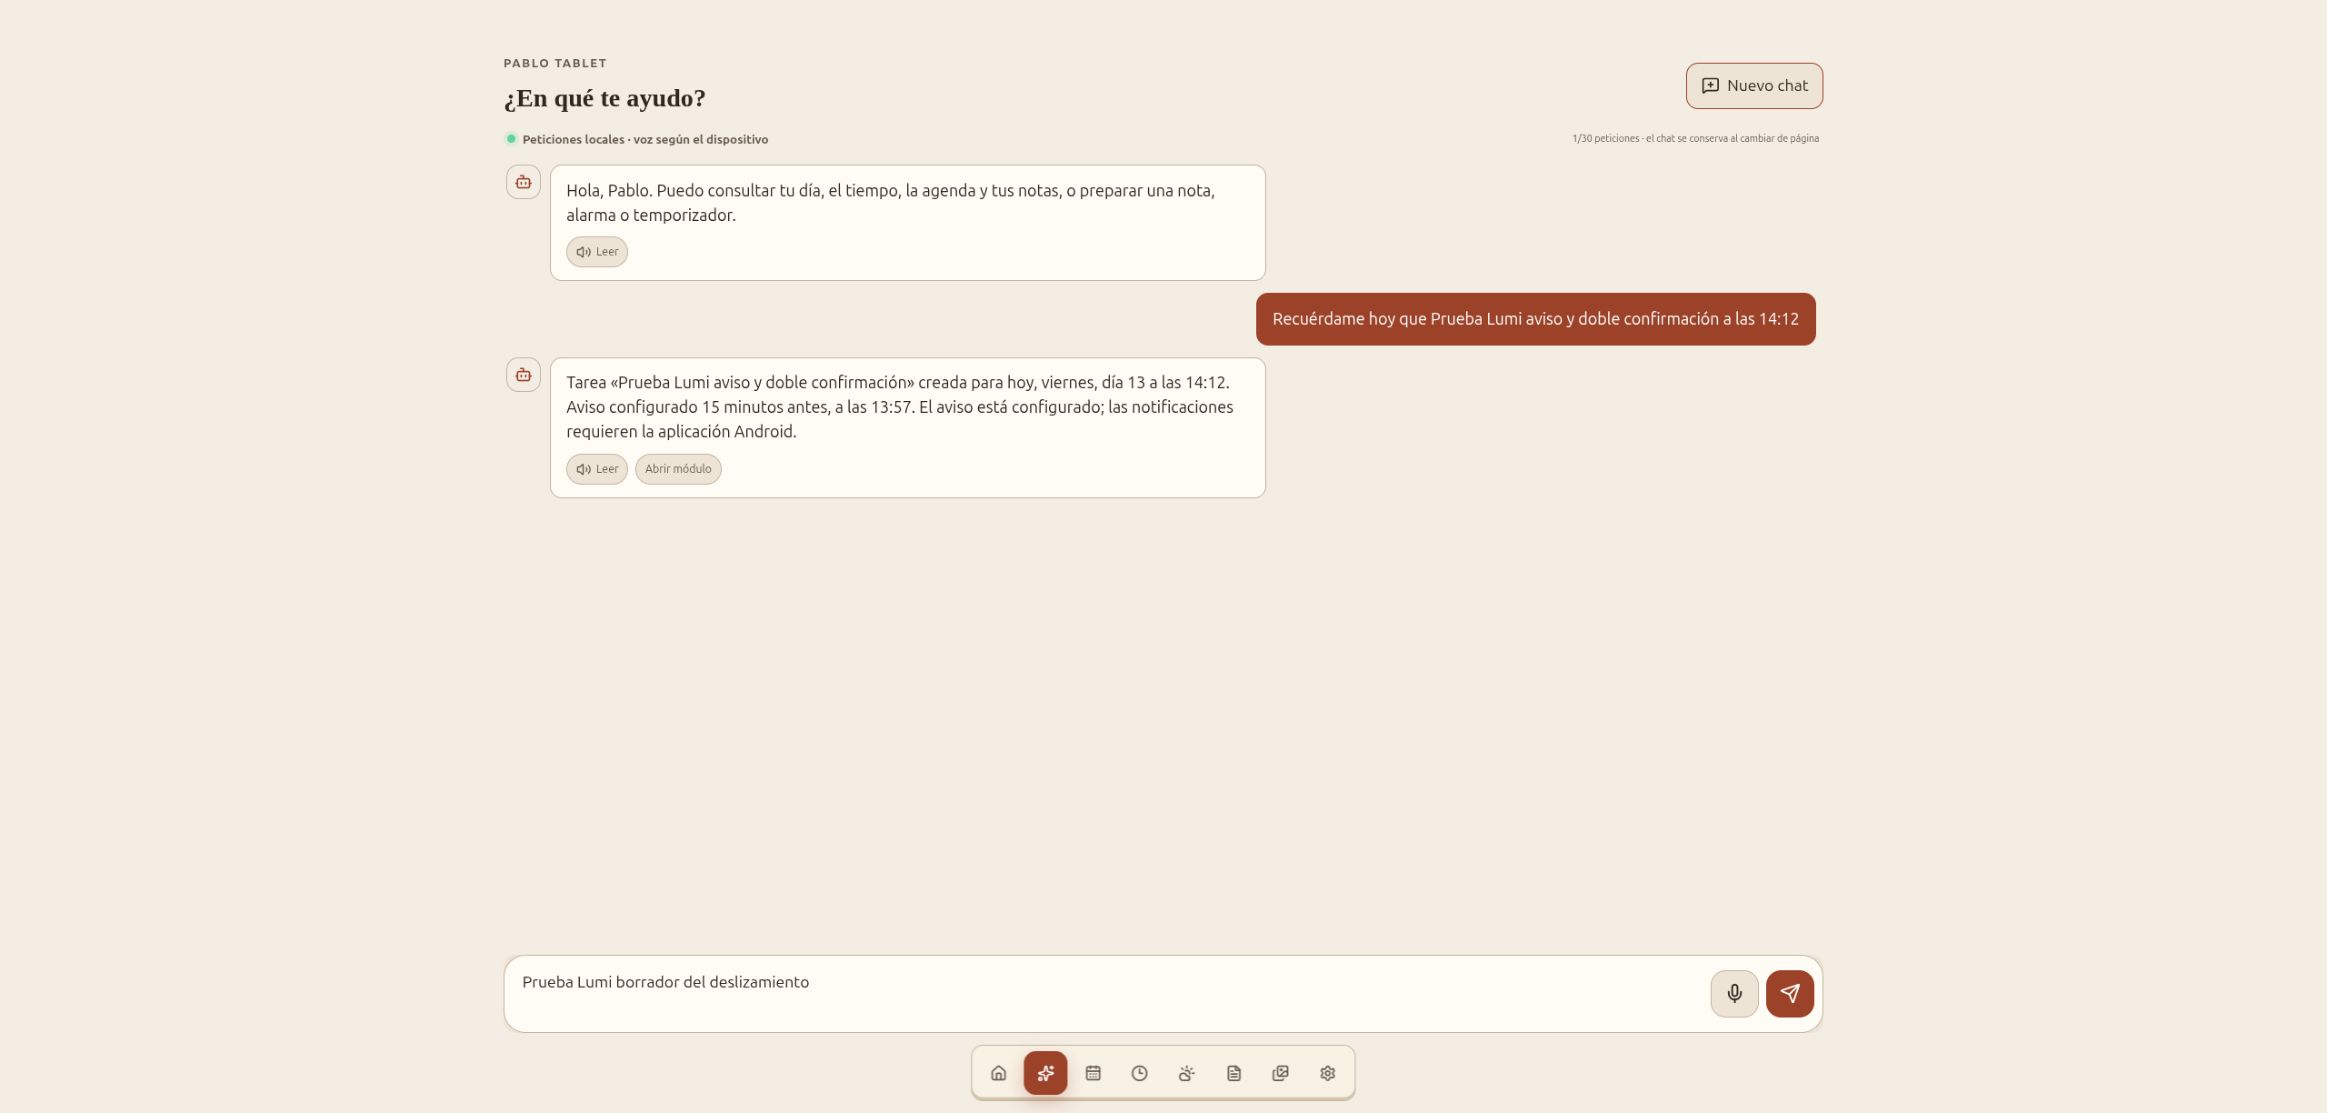 PABLO TABLET
¿En qué te ayudo?
Nuevo chat
Peticiones locales · voz según el dispositivo
1/30 peticiones · el chat se conserva al cambiar de página
Hola, Pablo. Puedo consultar tu día, el tiempo, la agenda y tus notas, o preparar una nota,
alarma o temporizador.
Leer
Recuérdame hoy que Prueba Lumi aviso y doble confirmación a las 14:12
Tarea «Prueba Lumi aviso y doble confirmación» creada para hoy, viernes, día 13 a las 14:12.
Aviso configurado 15 minutos antes, a las 13:57. El aviso está configurado; las notificaciones
requieren la aplicación Android.
Leer
Abrir módulo
Prueba Lumi borrador del deslizamiento